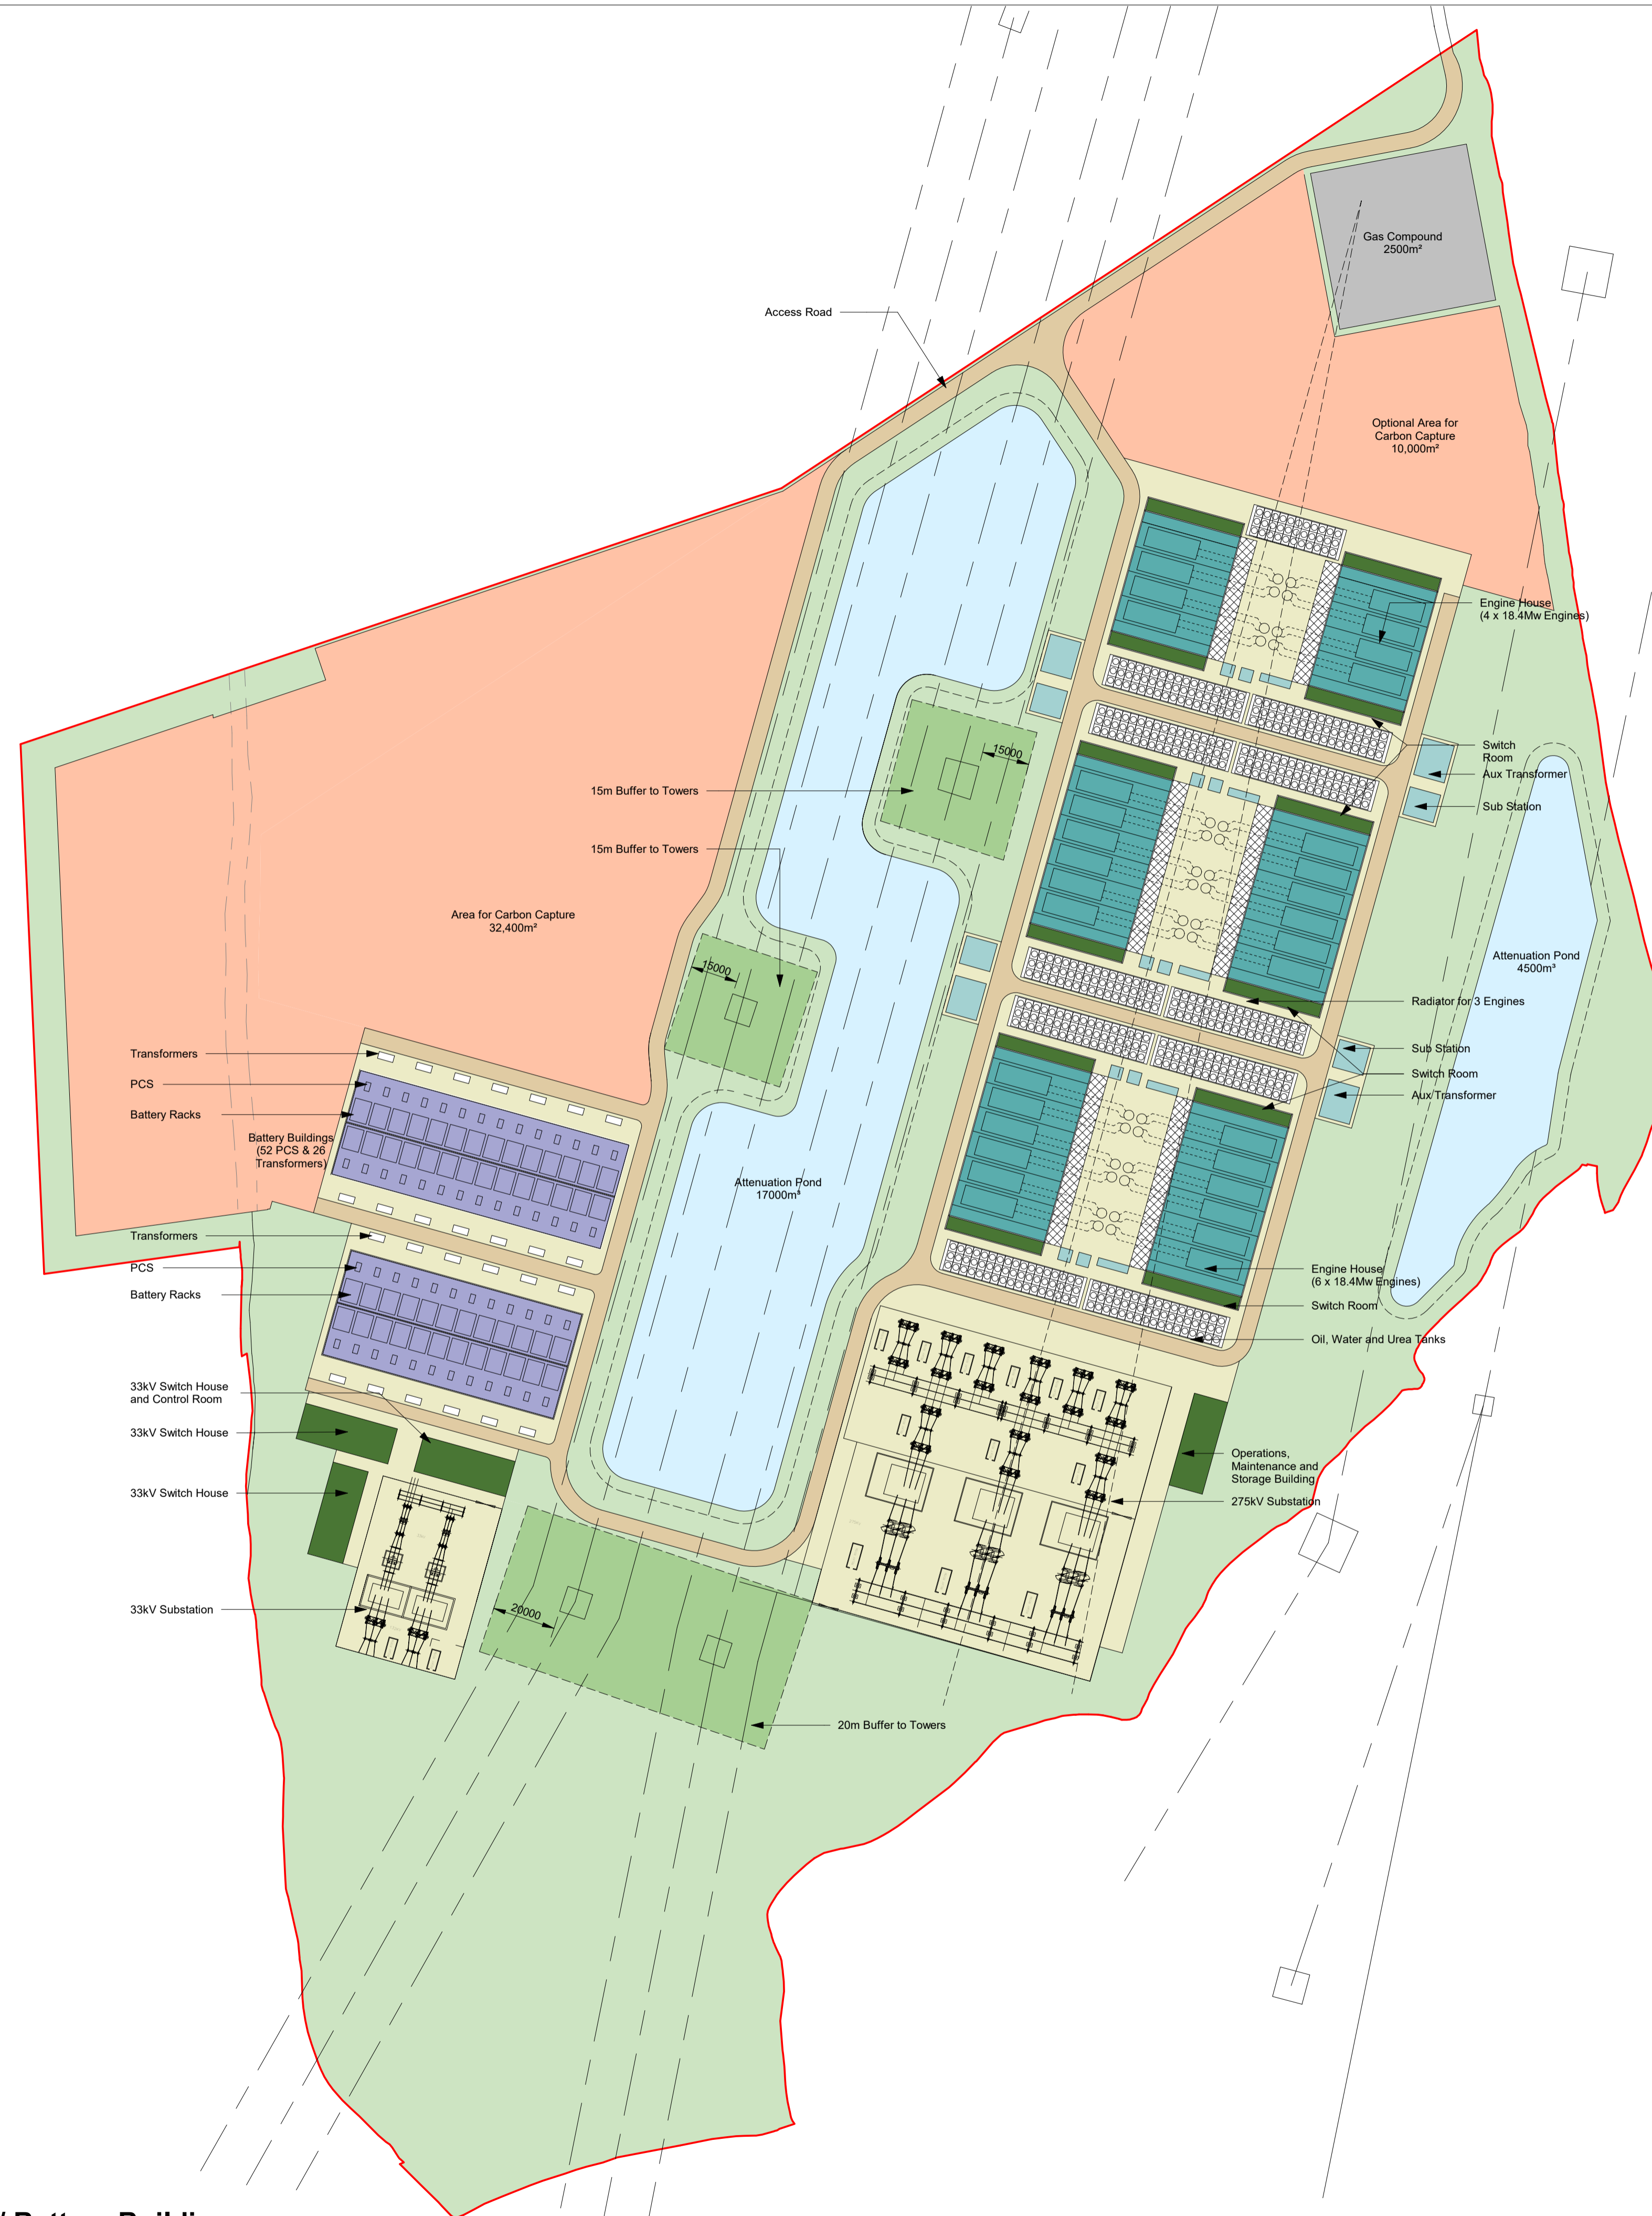 Gas Compound
2500m²
Access Road
Optional Area for
Carbon Capture
10,000m²
Engine House
(4 x 18.4Mw Engines)
15000
Switch
Room
Aux Transformer
15m Buffer to Towers
Sub Station
15m Buffer to Towers
Area for Carbon Capture
32,400m²
15000
Attenuation Pond
4500m³
Radiator for 3 Engines
Transformers
Sub Station
PCS
Switch Room
Battery Racks
Aux Transformer
Battery Buildings
(52 PCS & 26
Transformers)
Attenuation Pond
17000m³
Transformers
PCS
Engine House
(6 x 18.4Mw Engines)
Battery Racks
Switch Room
Oil, Water and Urea Tanks
33kV Switch House
and Control Room
33kV Switch House
Operations,
Maintenance and
Storage Building
33kV Switch House
275kV Substation
33kV Substation
20000
20m Buffer to Towers